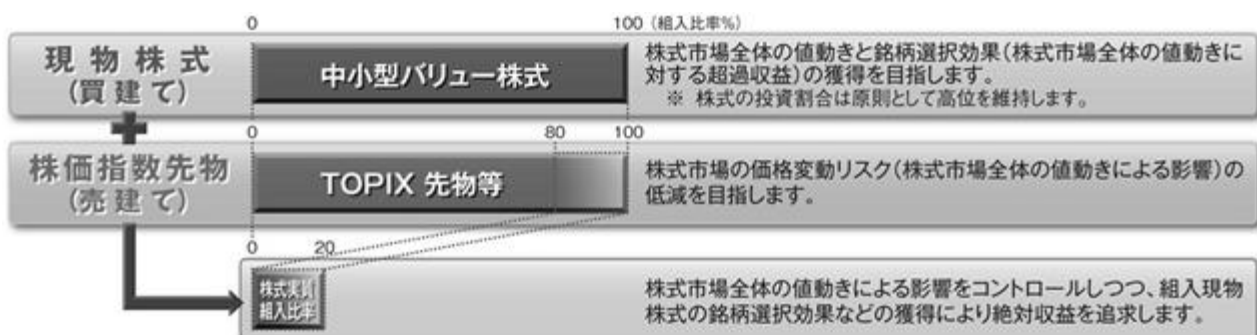 0 100 (組入比率%)
現物株式
(買建て)
中小型バリュー株式
株式市場全体の値動きと銘柄選択効果(株式市場全体の値動きに
対する超過収益)の獲得を目指します。
※ 株式の投資割合は原則として高位を維持します。
0 80 100
株価指数先物
(売建て)
TOPIX 先物等
株式市場の価格変動リスク(株式市場全体の値動きによる影響)の
低減を目指します。
0 20
株式実質
組入比率
株式市場全体の値動きによる影響をコントロールしつつ、組入現物
株式の銘柄選択効果などの獲得により絶対収益を追求します。